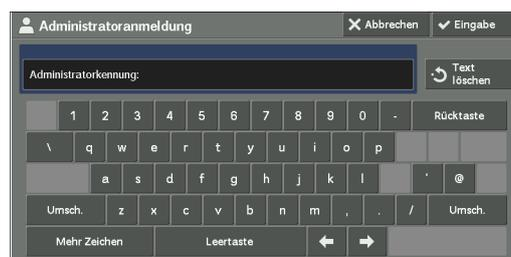 Administratoranmeldung
Abbrechen
Eingabe
Administratorkennung:
Text
löschen
1 2 3 4 5 6 7 8 9 0 - Rücktaste
\ q w e r t y u i o p
a s d f g h j k l ' @
Umsch. z x c v b n m , . / Umsch.
Mehr Zeichen Leertaste ← →